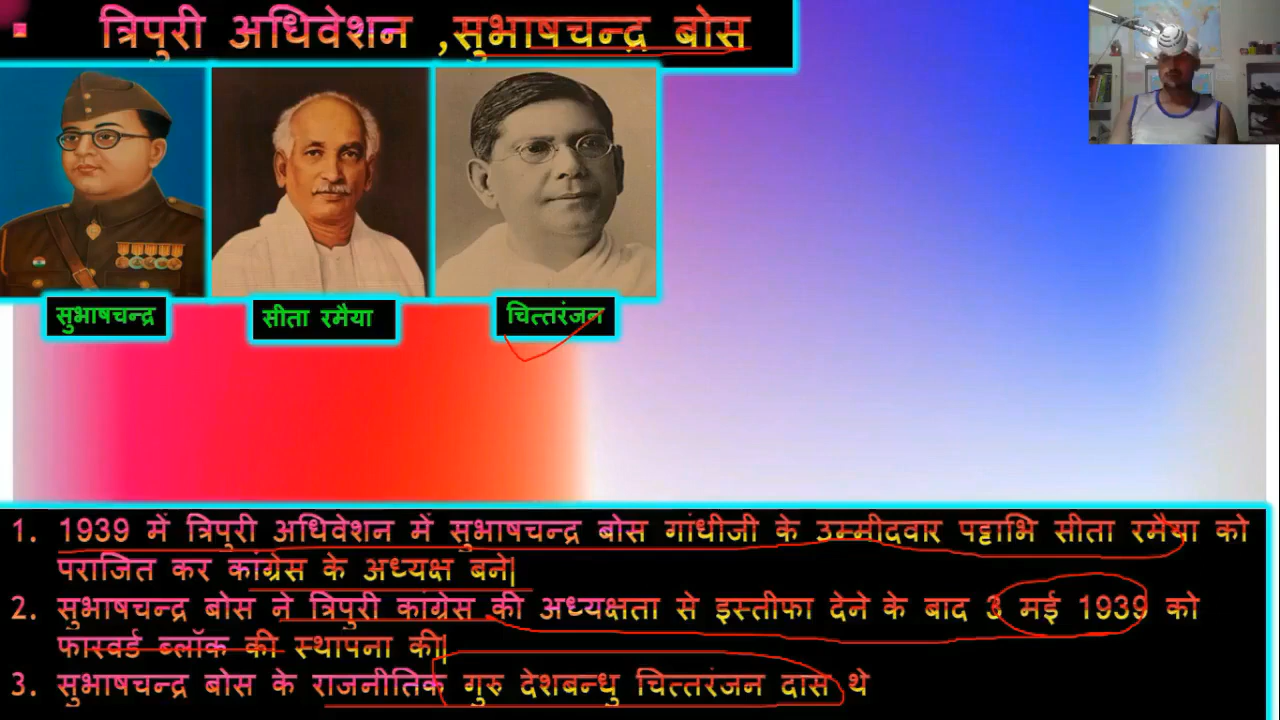 ▪ त्रिपुरी अधिवेशन ,सुभाषचन्द्र बोस
सुभाषचन्द्र
सीता रमैया
चित्तरंजन
1. 1939 में त्रिपुरी अधिवेशन में सुभाषचन्द्र बोस गांधीजी के उम्मीदवार पट्टाभि सीता रमैया को
पराजित कर कांग्रेस के अध्यक्ष बने|
2. सुभाषचन्द्र बोस ने त्रिपुरी कांग्रेस की अध्यक्षता से इस्तीफा देने के बाद 3 मई 1939 को
फारवर्ड ब्लॉक की स्थापना की|
3. सुभाषचन्द्र बोस के राजनीतिक गुरु देशबन्धु चित्तरंजन दास थे